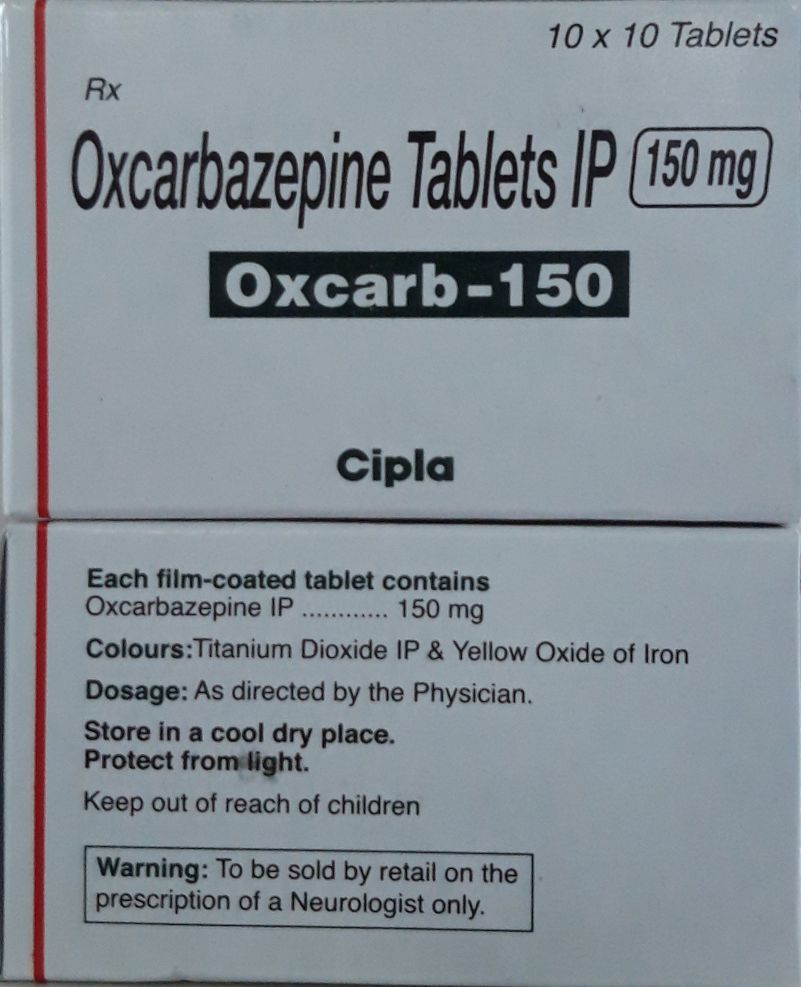 10 x 10 Tablets
Rx
Oxcarbazepine Tablets IP 150 mg
Oxcarb-150
Cipla
Each film-coated tablet contains
Oxcarbazepine IP ............ 150 mg
Colours:Titanium Dioxide IP & Yellow Oxide of Iron
Dosage: As directed by the Physician.
Store in a cool dry place.
Protect from light.
Keep out of reach of children
Warning: To be sold by retail on the
prescription of a Neurologist only.